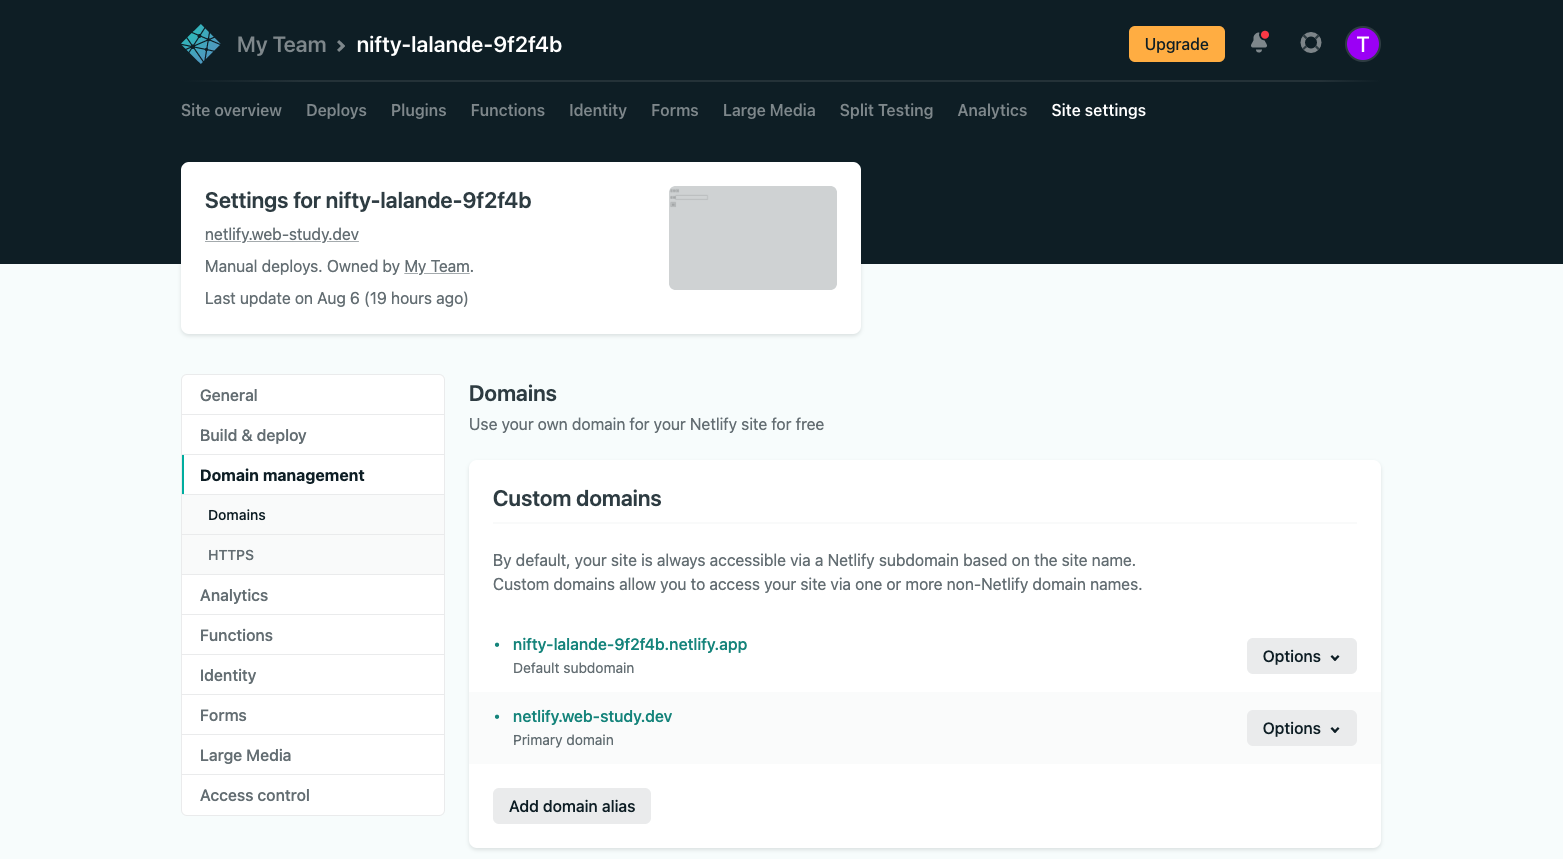 My Team > nifty-lalande-9f2f4b
Upgrade
T
Site overview Deploys Plugins Functions Identity Forms Large Media Split Testing Analytics Site settings
Settings for nifty-lalande-9f2f4b
netlify.web-study.dev
Manual deploys. Owned by My Team.
Last update on Aug 6 (19 hours ago)
General
Build & deploy
Domain management
Domains
HTTPS
Analytics
Functions
Identity
Forms
Large Media
Access control
Domains
Use your own domain for your Netlify site for free
Custom domains
By default, your site is always accessible via a Netlify subdomain based on the site name.
Custom domains allow you to access your site via one or more non-Netlify domain names.
• nifty-lalande-9f2f4b.netlify.app
Default subdomain
Options
• netlify.web-study.dev
Primary domain
Options
Add domain alias